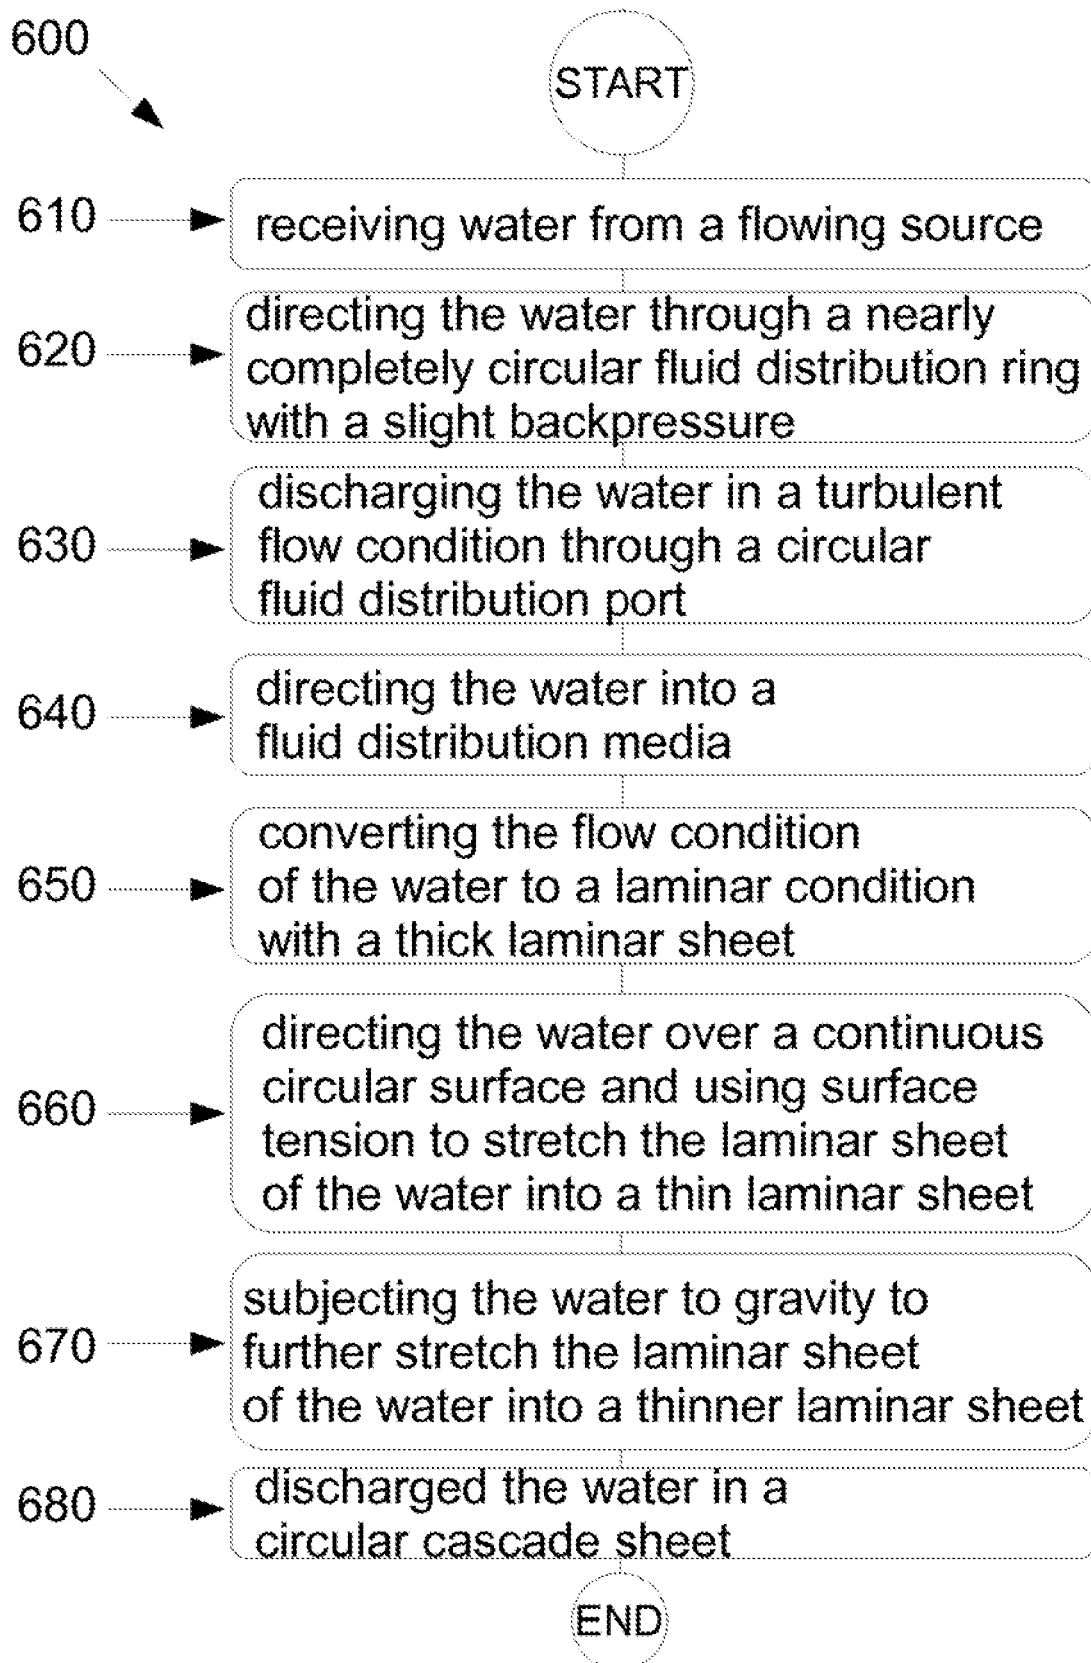 600
START
610
receiving water from a flowing source
620
directing the water through a nearly
completely circular fluid distribution ring
with a slight backpressure
630
discharging the water in a turbulent
flow condition through a circular
fluid distribution port
640
directing the water into a
fluid distribution media
650
converting the flow condition
of the water to a laminar condition
with a thick laminar sheet
660
directing the water over a continuous
circular surface and using surface
tension to stretch the laminar sheet
of the water into a thin laminar sheet
670
subjecting the water to gravity to
further stretch the laminar sheet
of the water into a thinner laminar sheet
680
discharged the water in a
circular cascade sheet
END